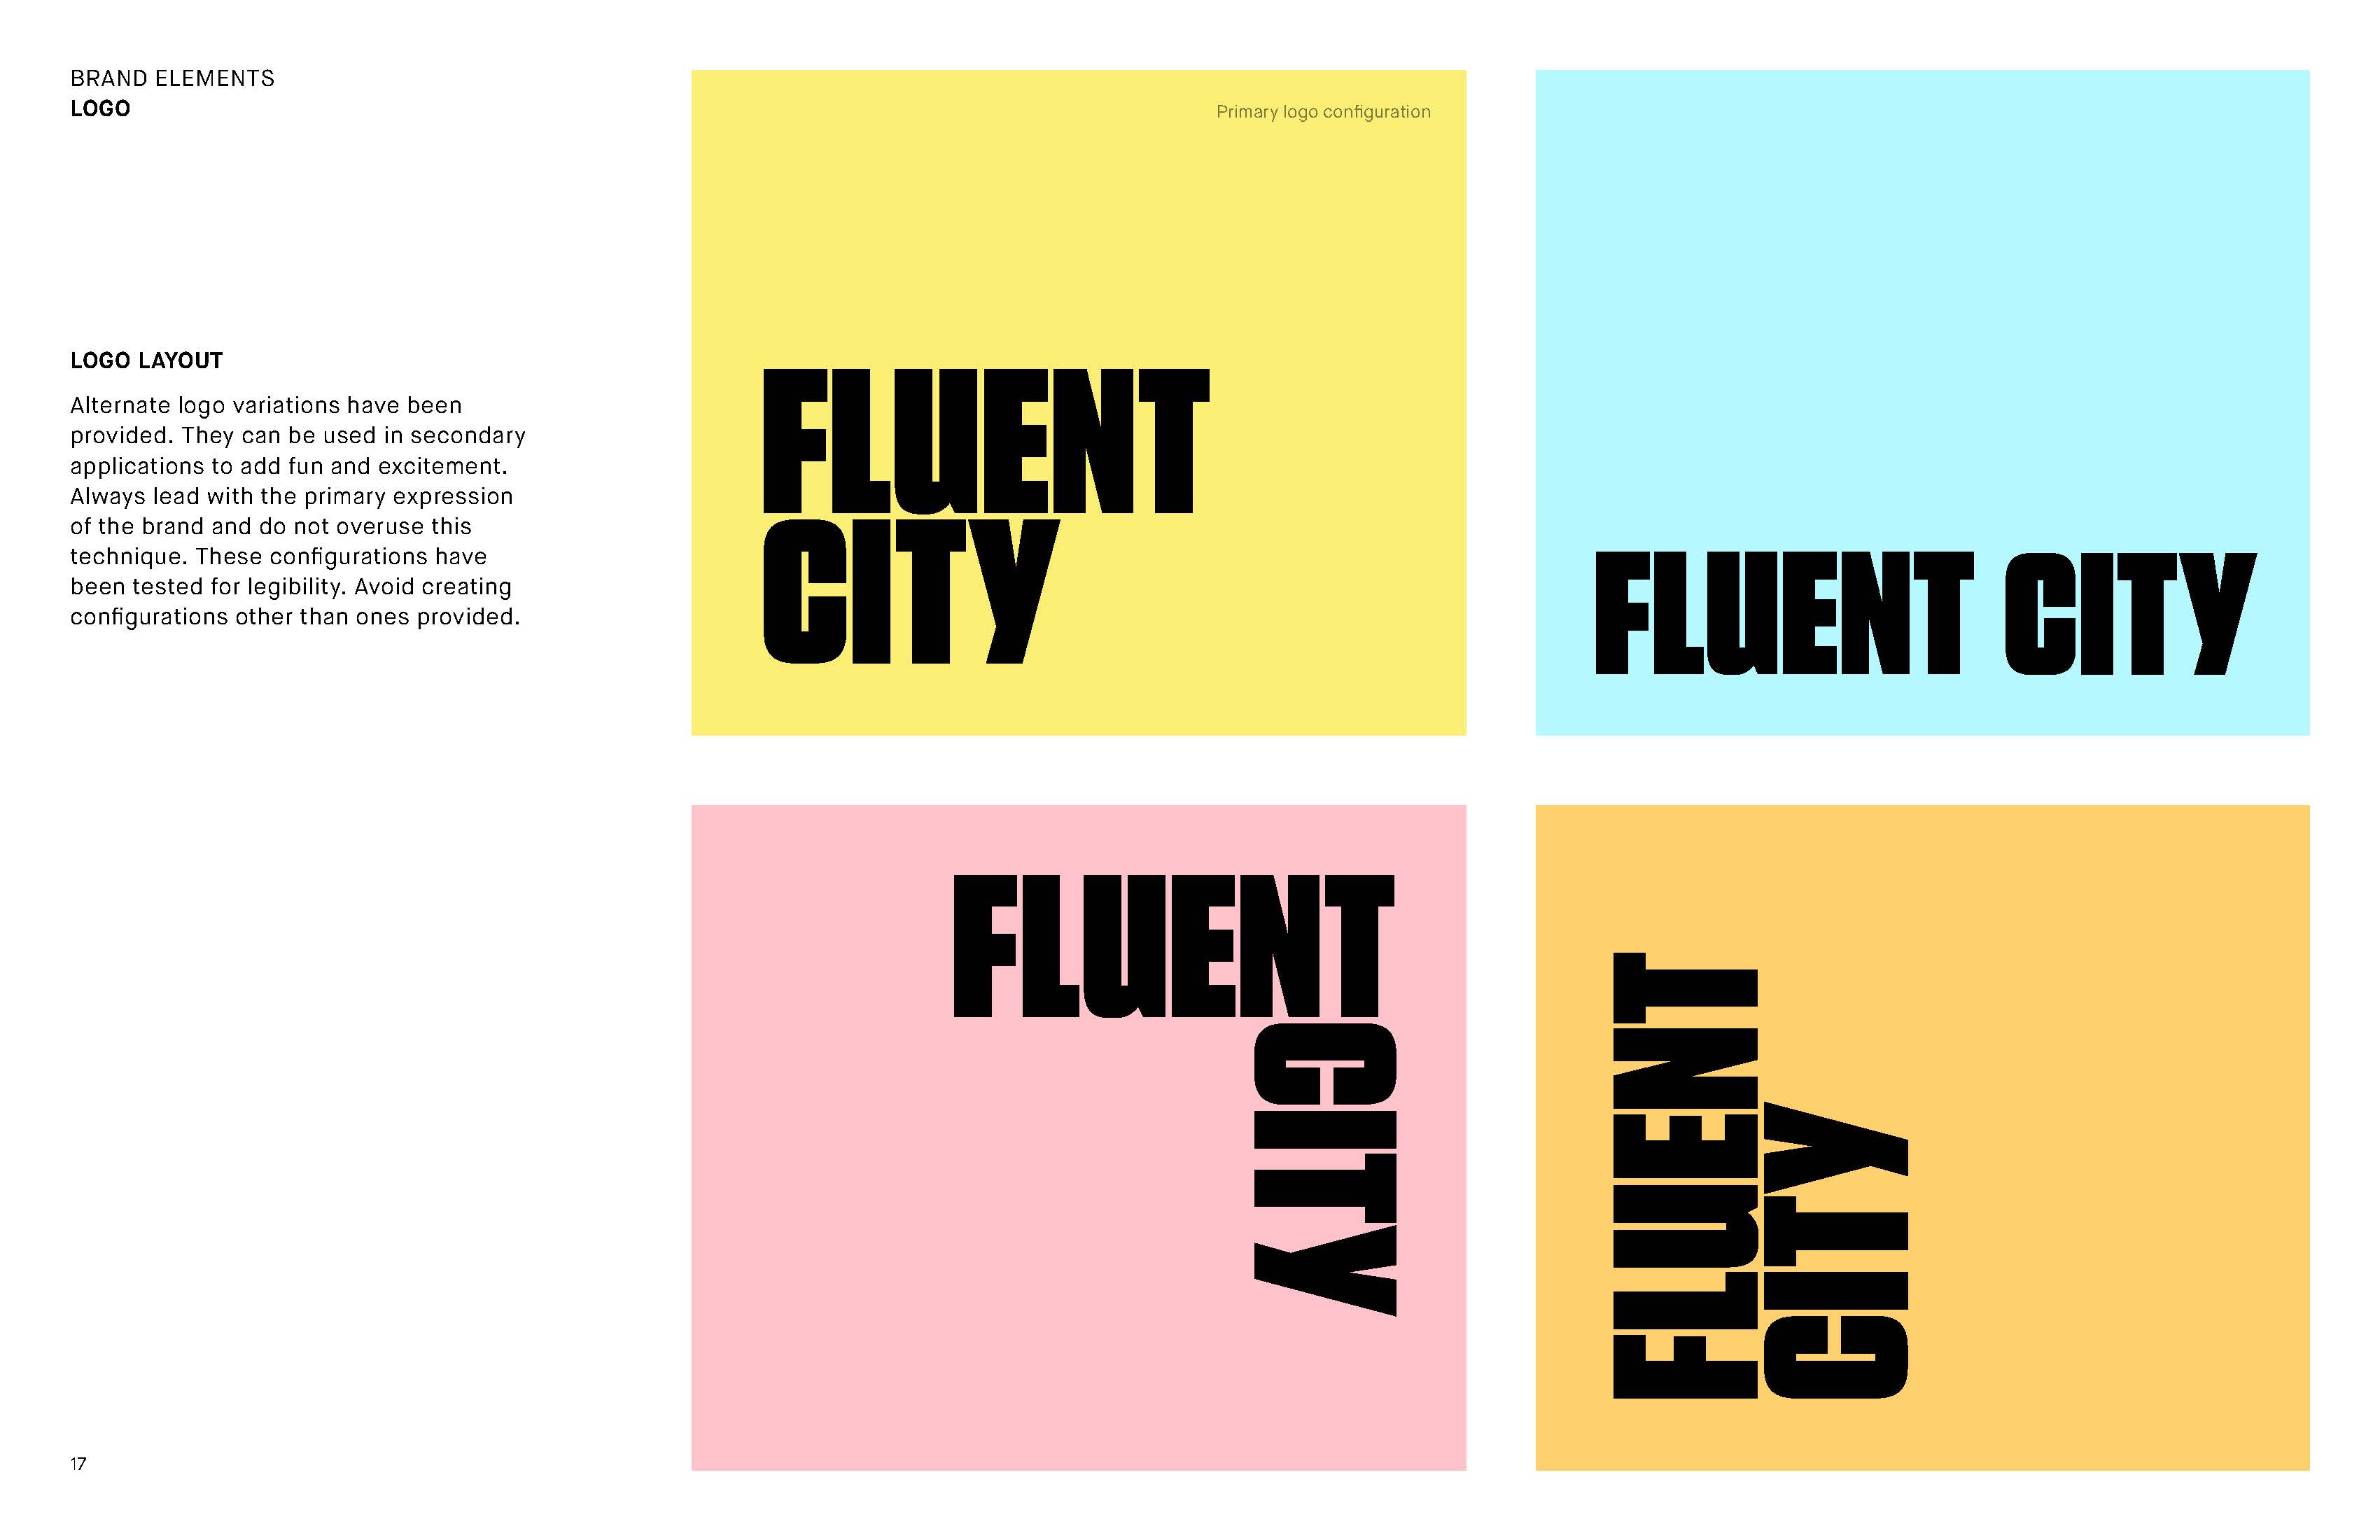 BRAND ELEMENTS
LOGO
LOGO LAYOUT
Alternate logo variations have been
provided. They can be used in secondary
applications to add fun and excitement.
Always lead with the primary expression
of the brand and do not overuse this
technique. These configurations have
been tested for legibility. Avoid creating
configurations other than ones provided.
Primary logo configuration
FLUENT
CITY
FLUENT CITY
FLUENT
CITY
FLUENT
CITY
17